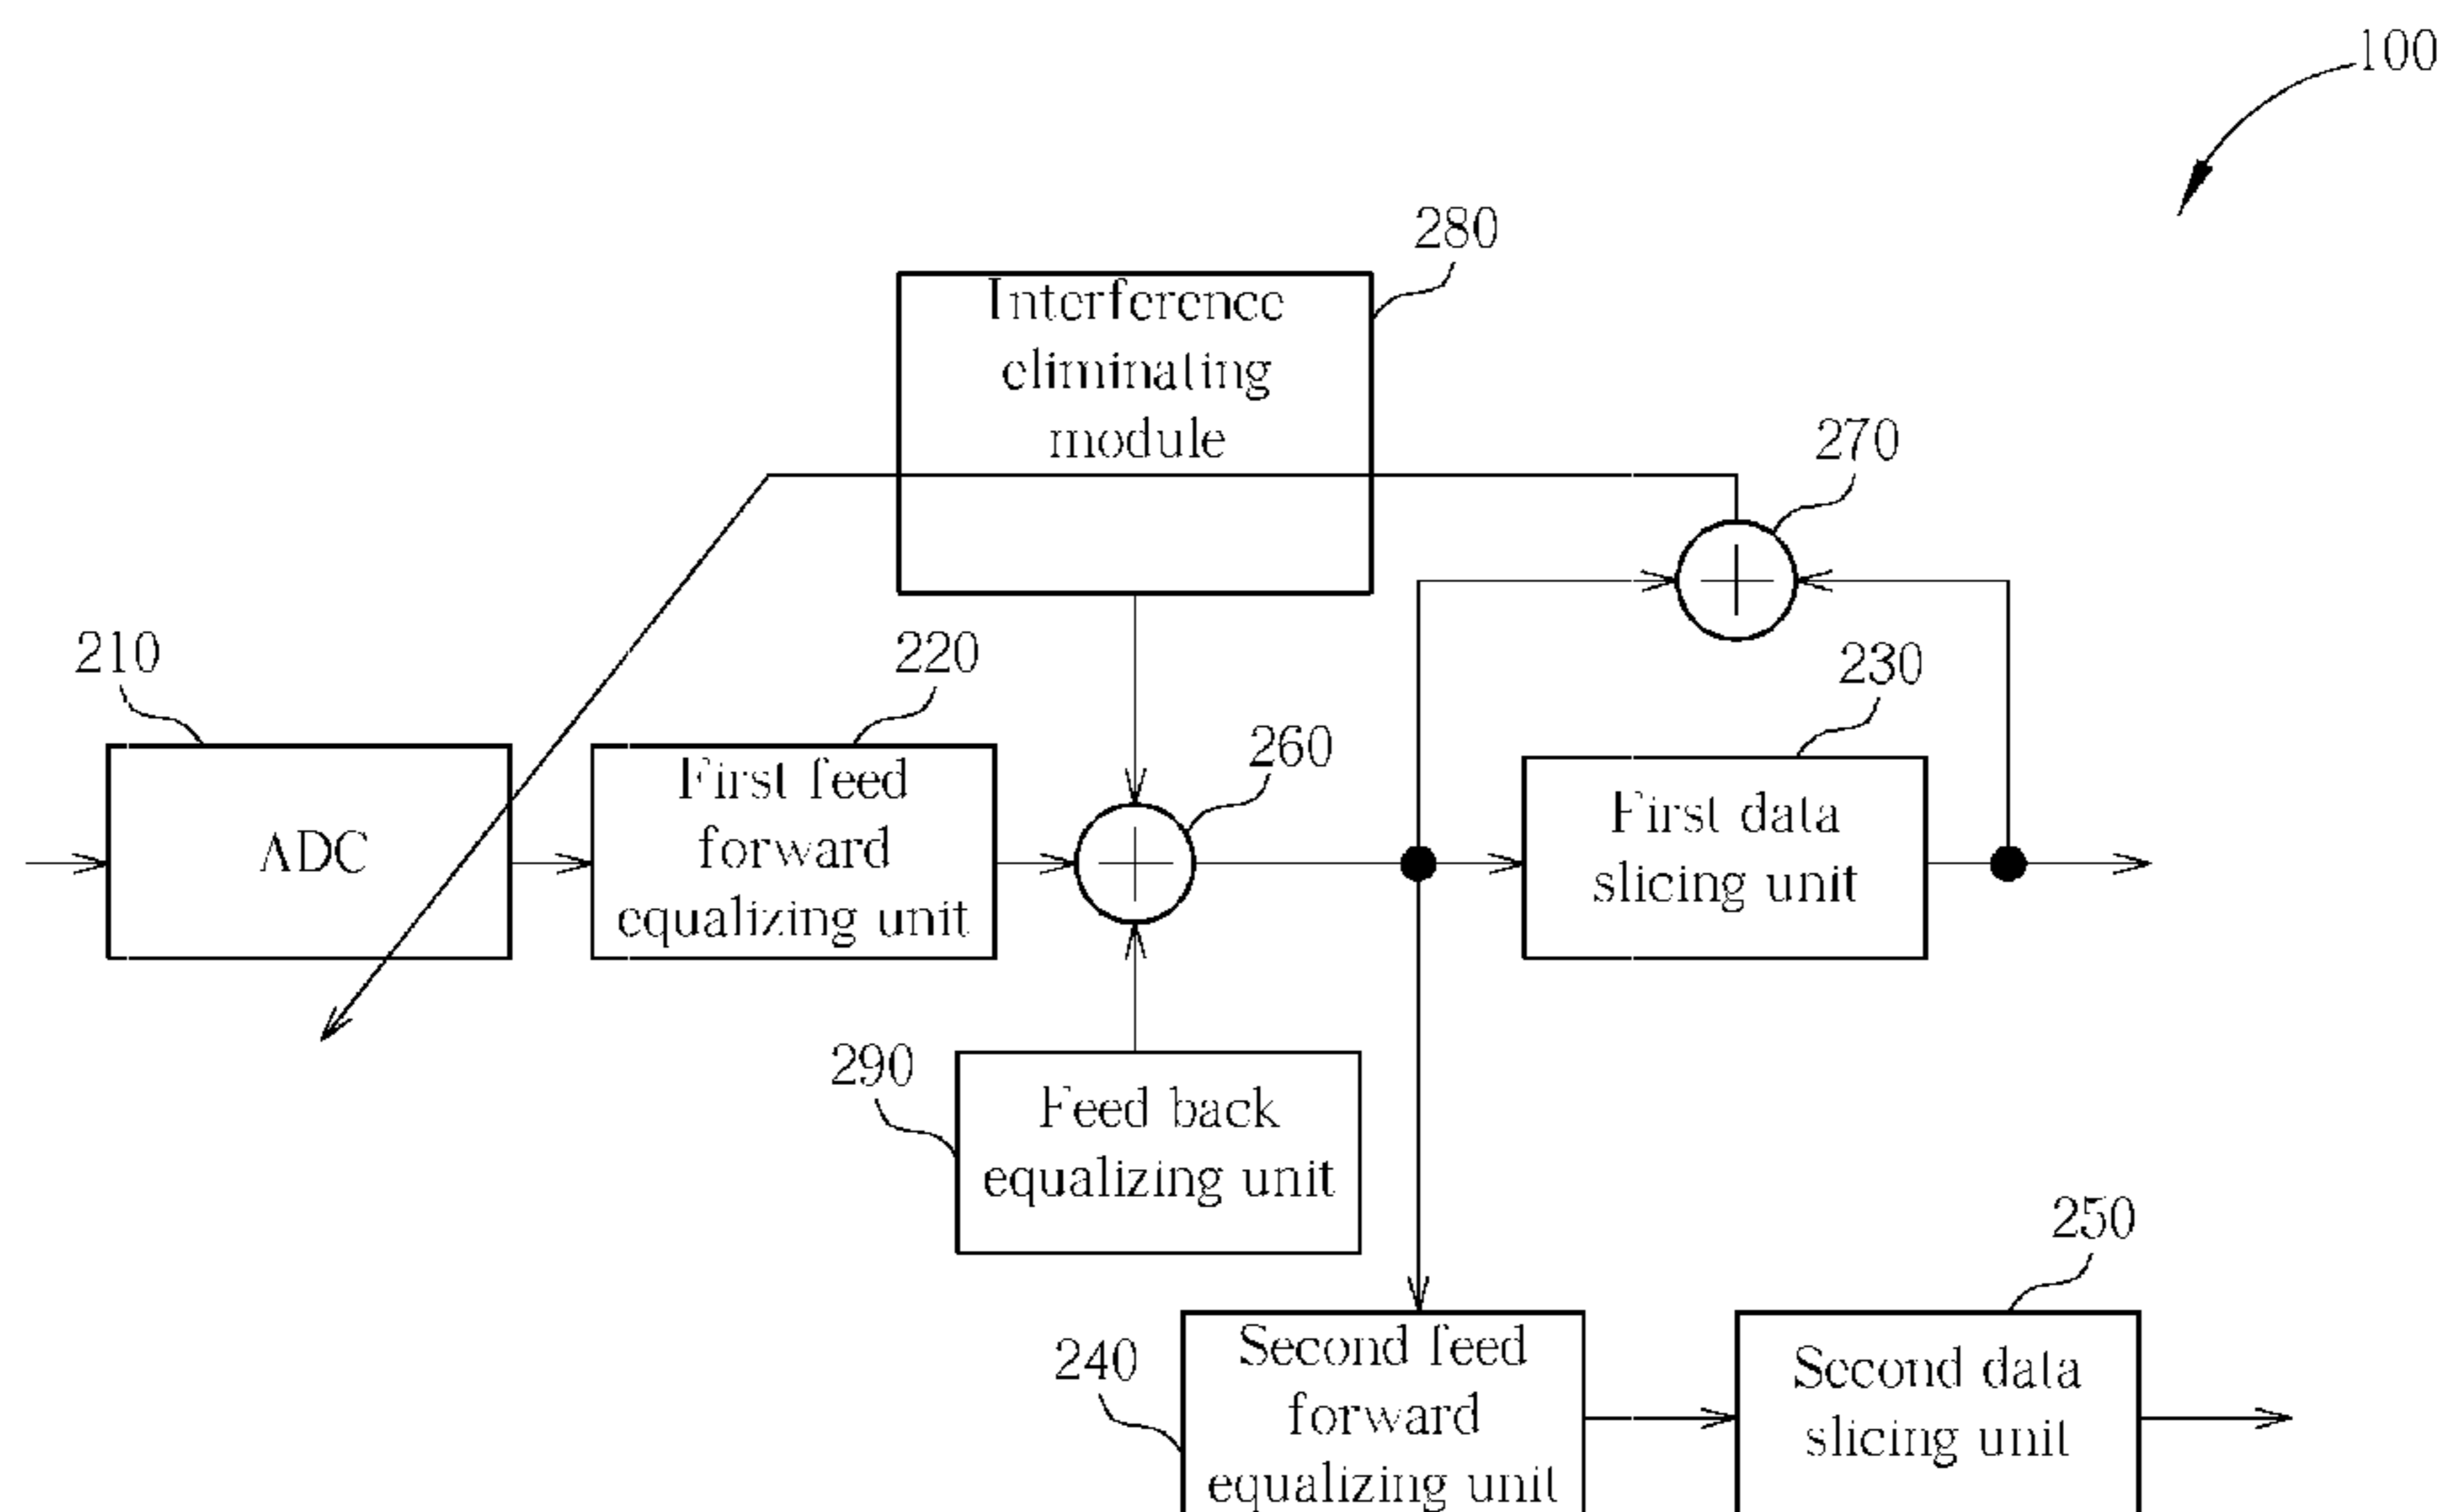 100
280
Interference
eliminating
module
270
210
220
230
260
ADC
First feed
forward
equalizing unit
First data
slicing unit
290
Feed back
equalizing unit
250
240
Second feed
forward
equalizing unit
Second data
slicing unit